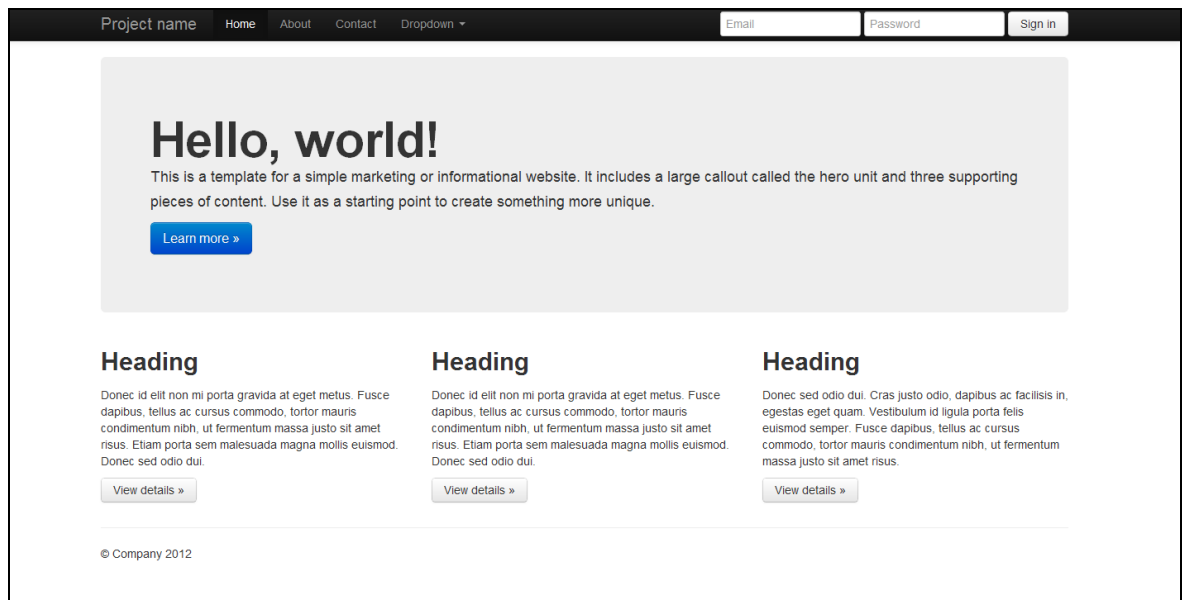 Project name Home About Contact Dropdown Email Password Sign in
Hello, world!
This is a template for a simple marketing or informational website. It includes a large callout called the hero unit and three supporting
pieces of content. Use it as a starting point to create something more unique.
Learn more »
Heading
Donec id elit non mi porta gravida at eget metus. Fusce
dapibus, tellus ac cursus commodo, tortor mauris
condimentum nibh, ut fermentum massa justo sit amet
risus. Etiam porta sem malesuada magna mollis euismod.
Donec sed odio dui.
View details »
Heading
Donec id elit non mi porta gravida at eget metus. Fusce
dapibus, tellus ac cursus commodo, tortor mauris
condimentum nibh, ut fermentum massa justo sit amet
risus. Etiam porta sem malesuada magna mollis euismod.
Donec sed odio dui.
View details »
Heading
Donec sed odio dui. Cras justo odio, dapibus ac facilisis in,
egestas eget quam. Vestibulum id ligula porta felis
euismod semper. Fusce dapibus, tellus ac cursus
commodo, tortor mauris condimentum nibh, ut fermentum
massa justo sit amet risus.
View details »
© Company 2012